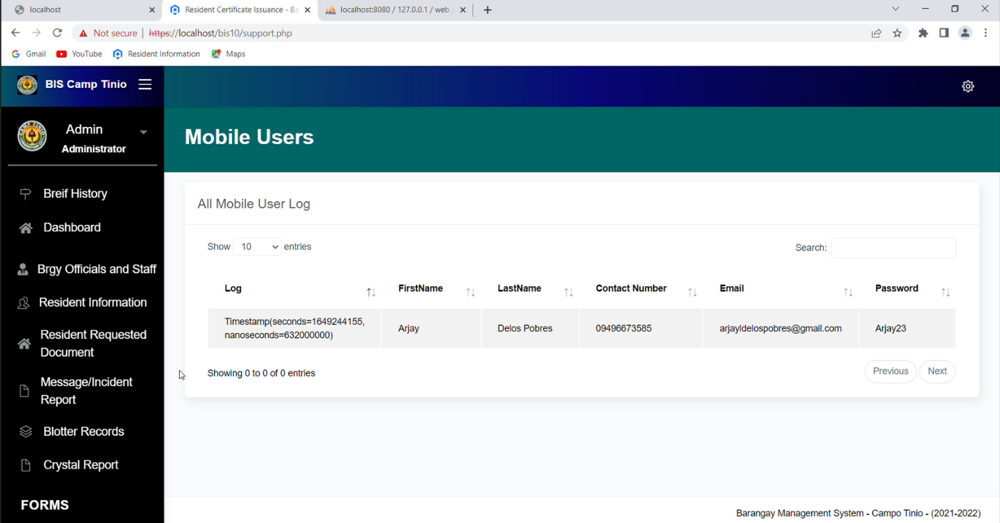 localhost
Resident Certificate Issuance - Ba
localhost:8080 / 127.0.0.1 / web /
Not secure | https://localhost/bis10/support.php
Gmail YouTube Resident Information Maps
BIS Camp Tinio
Admin
Administrator
Breif History
Dashboard
Brgy Officials and Staff
Resident Information
Resident Requested
Document
Message/Incident
Report
Blotter Records
Crystal Report
FORMS
Mobile Users
All Mobile User Log
Show 10 entries
Search:
Log FirstName LastName Contact Number Email Password
Timestamp(seconds=1649244155,
nanoseconds=632000000)
Arjay Delos Pobres 09496673585 arjayldelospobres@gmail.com Arjay23
Showing 0 to 0 of 0 entries
Previous Next
Barangay Management System - Campo Tinio - (2021-2022)